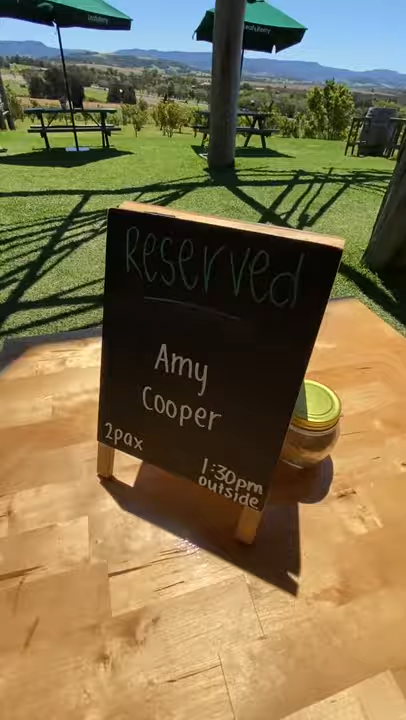 Reserved
Amy
Cooper
2pax
1:30pm
outside